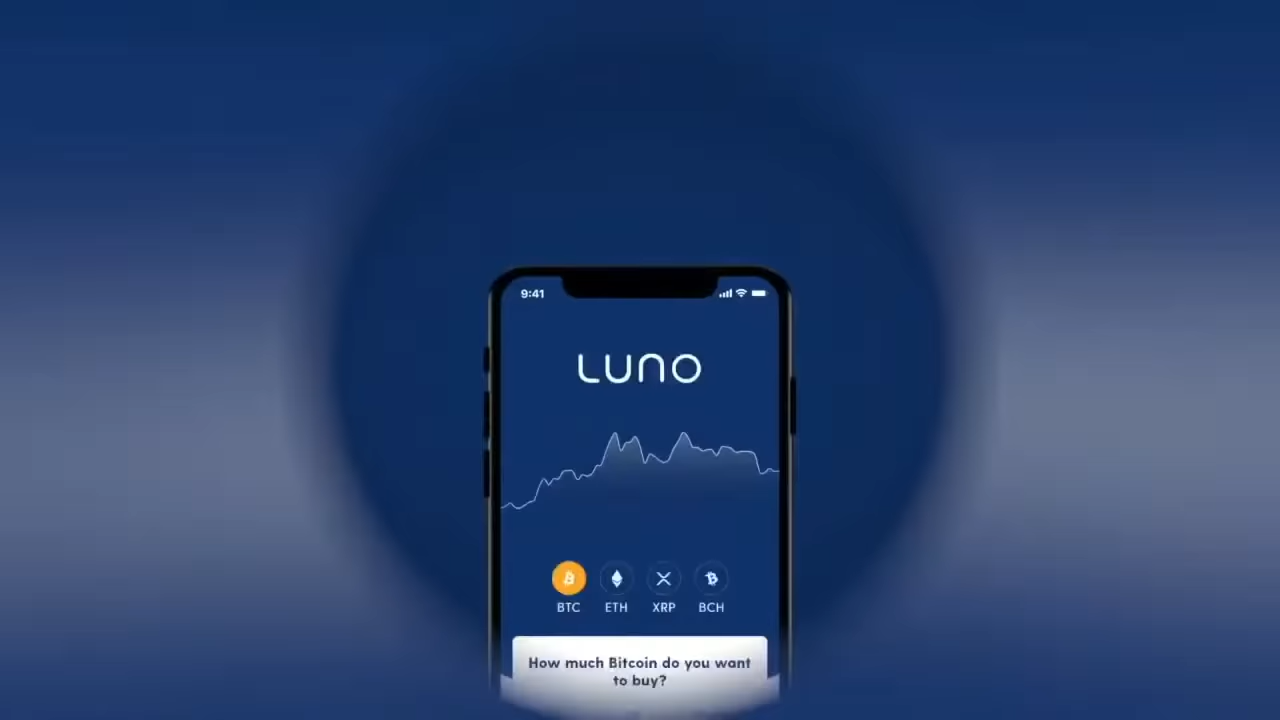 9:41
LUNO
BTC ETH XRP BCH
How much Bitcoin do you want
to buy?